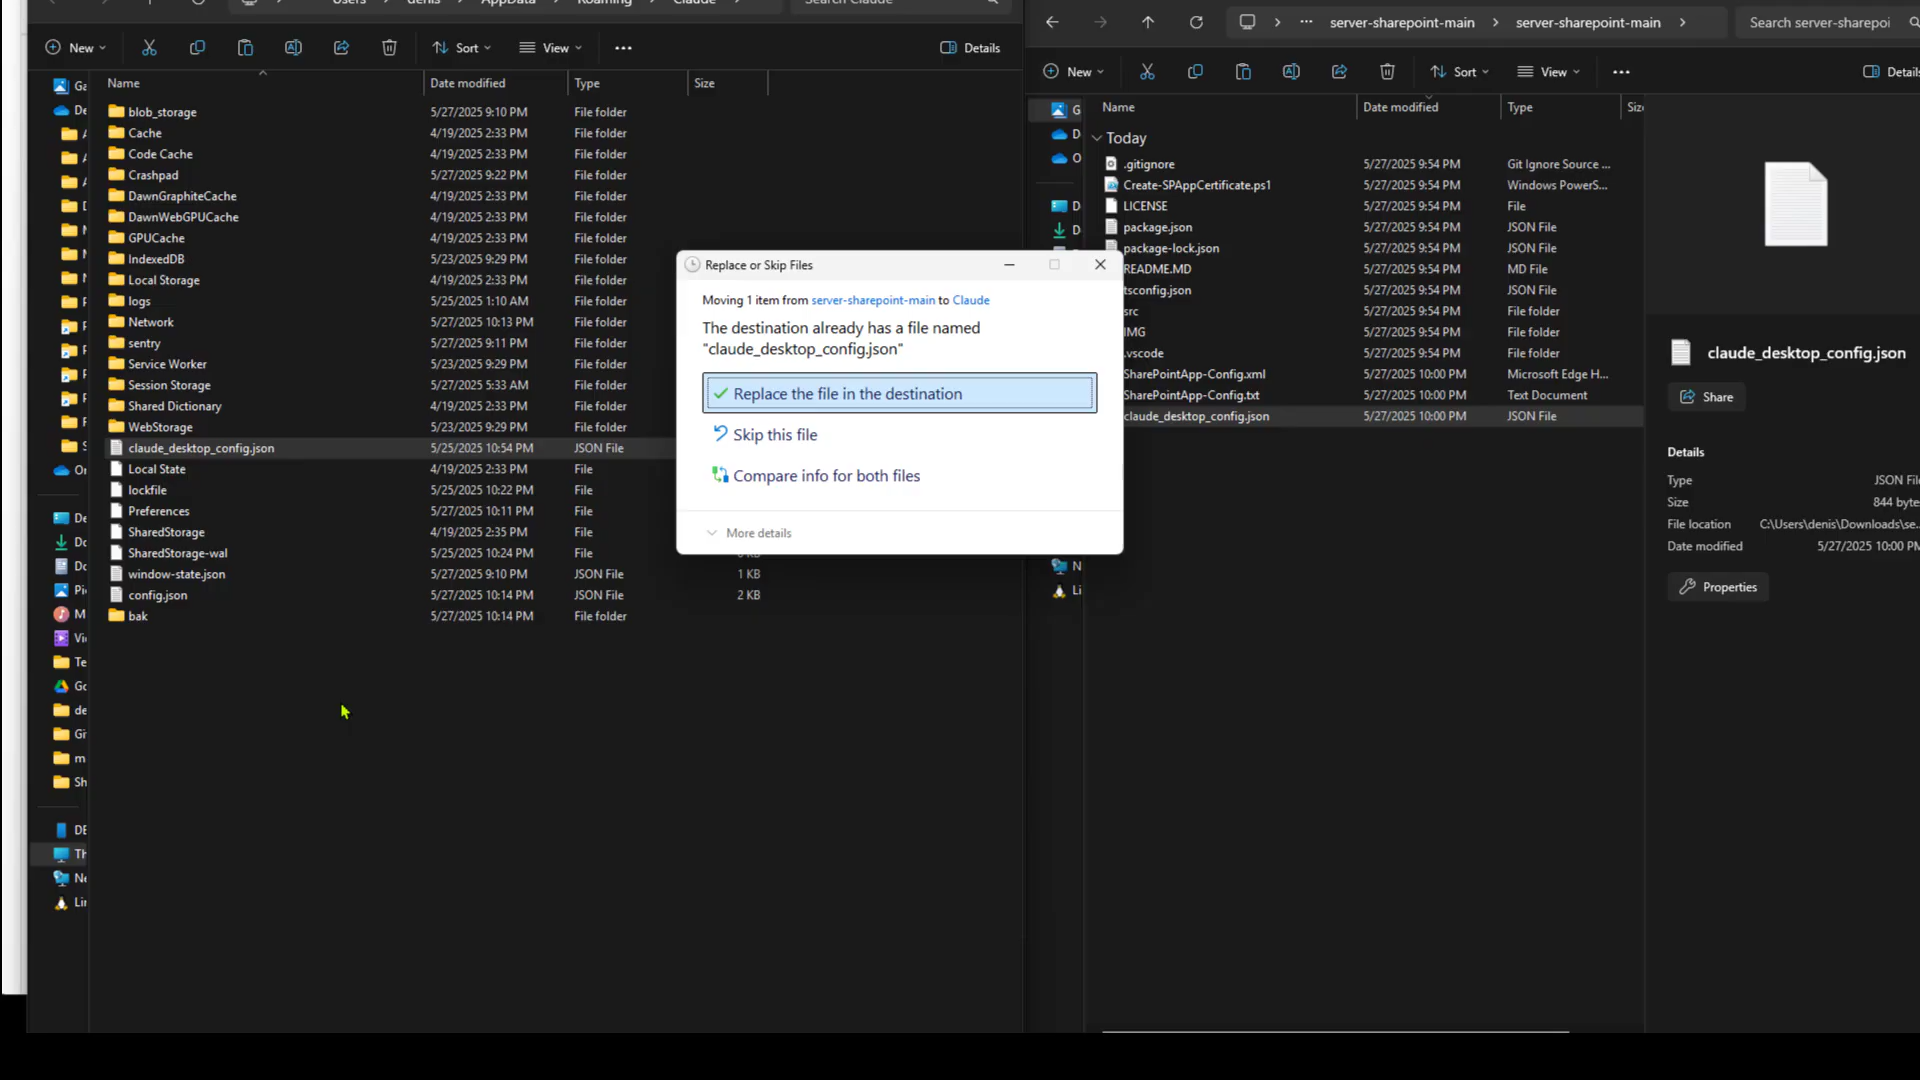 Users > denis > AppData > Roaming > Claude >
Search Claude
New
Sort
View
Details
Name
Date modified
Type
Size
blob_storage 5/27/2025 9:10 PM File folder
Cache 4/19/2025 2:33 PM File folder
Code Cache 4/19/2025 2:33 PM File folder
Crashpad 5/27/2025 9:22 PM File folder
DawnGraphiteCache 4/19/2025 2:33 PM File folder
DawnWebGPUCache 4/19/2025 2:33 PM File folder
GPUCache 4/19/2025 2:33 PM File folder
IndexedDB 5/23/2025 9:29 PM File folder
Local Storage 4/19/2025 2:33 PM File folder
logs 5/25/2025 1:10 AM File folder
Network 5/27/2025 10:13 PM File folder
sentry 5/27/2025 9:11 PM File folder
Service Worker 5/23/2025 9:29 PM File folder
Session Storage 5/27/2025 5:33 AM File folder
Shared Dictionary 4/19/2025 2:33 PM File folder
WebStorage 5/23/2025 9:29 PM File folder
claude_desktop_config.json 5/25/2025 10:54 PM JSON File
Local State 4/19/2025 2:33 PM File
lockfile 5/25/2025 10:22 PM File
Preferences 5/27/2025 10:11 PM File
SharedStorage 4/19/2025 2:35 PM File
SharedStorage-wal 5/25/2025 10:24 PM File
window-state.json 5/27/2025 9:10 PM JSON File 1 KB
config.json 5/27/2025 10:14 PM JSON File 2 KB
bak 5/27/2025 10:14 PM File folder
Replace or Skip Files
Moving 1 item from server-sharepoint-main to Claude
The destination already has a file named
"claude_desktop_config.json"
Replace the file in the destination
Skip this file
Compare info for both files
More details
server-sharepoint-main > server-sharepoint-main >
Search server-sharepoi
New
Sort
View
Details
Name
Date modified
Type
Siz
Today
.gitignore 5/27/2025 9:54 PM Git Ignore Source ...
Create-SPAppCertificate.ps1 5/27/2025 9:54 PM Windows PowerS...
LICENSE 5/27/2025 9:54 PM File
package.json 5/27/2025 9:54 PM JSON File
package-lock.json 5/27/2025 9:54 PM JSON File
README.MD 5/27/2025 9:54 PM MD File
tsconfig.json 5/27/2025 9:54 PM JSON File
src 5/27/2025 9:54 PM File folder
IMG 5/27/2025 9:54 PM File folder
.vscode 5/27/2025 9:54 PM File folder
SharePointApp-Config.xml 5/27/2025 10:00 PM Microsoft Edge H...
SharePointApp-Config.txt 5/27/2025 10:00 PM Text Document
claude_desktop_config.json 5/27/2025 10:00 PM JSON File
claude_desktop_config.json
Share
Details
Type JSON File
Size 844 bytes
File location C:\Users\denis\Downloads\se...
Date modified 5/27/2025 10:00 PM
Properties